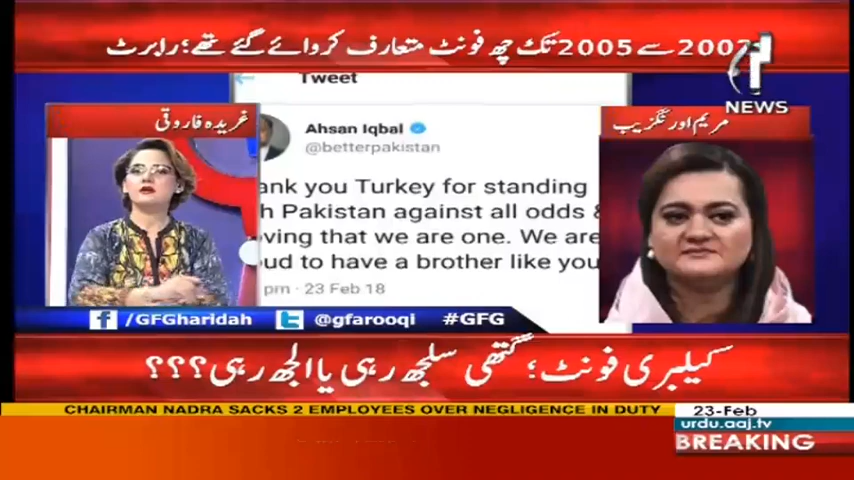 2007 سے 2005 تک چھ فونٹ متعارف کروائے گئے تھے؛ رابرٹ
NEWS
Tweet
غریدہ فاروقی
مریم اورنگزیب
Ahsan Iqbal
@betterpakistan
ank you Turkey for standing
h Pakistan against all odds &
ving that we are one. We are
ud to have a brother like you
pm · 23 Feb 18
/GFGharidah @gfarooqi #GFG
کیلبری فونٹ؛ گتھی سلجھ رہی یا الجھ رہی؟؟؟
CHAIRMAN NADRA SACKS 2 EMPLOYEES OVER NEGLIGENCE IN DUTY
23-Feb
urdu.aaj.tv
BREAKING